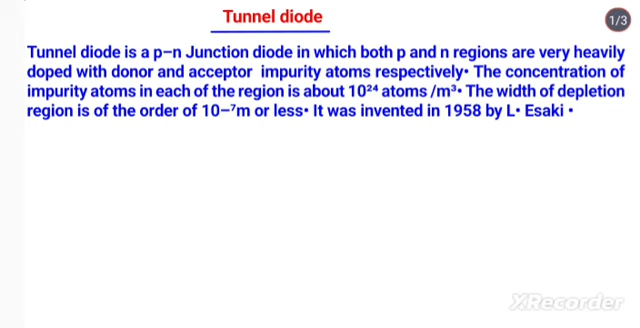 Tunnel diode
1/3
Tunnel diode is a p–n Junction diode in which both p and n regions are very heavily
doped with donor and acceptor impurity atoms respectively• The concentration of
impurity atoms in each of the region is about 10²⁴ atoms /m³• The width of depletion
region is of the order of 10–⁷m or less• It was invented in 1958 by L• Esaki •
XRecorder